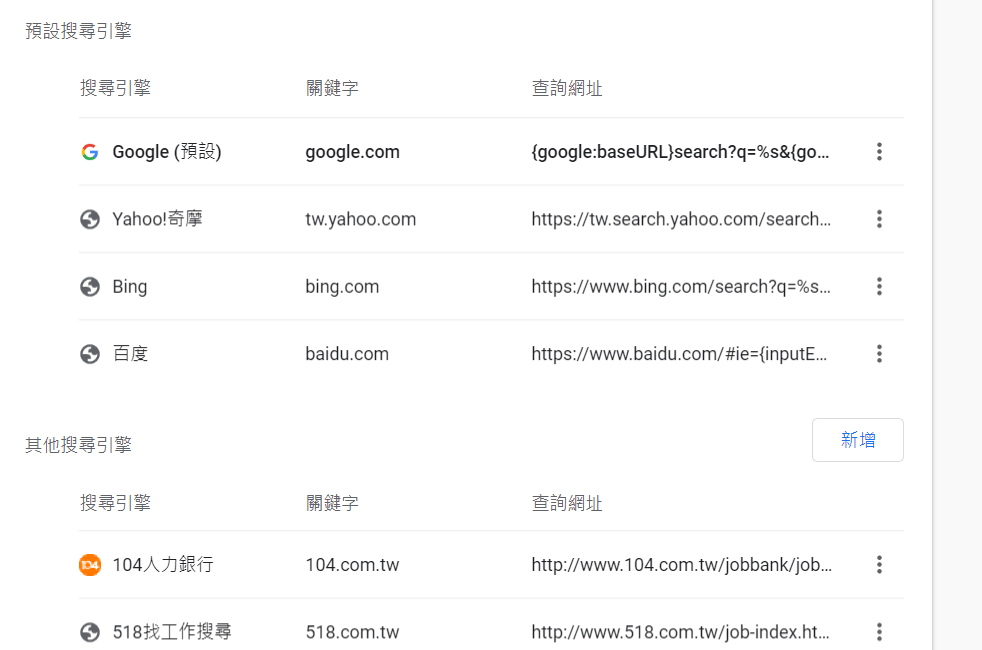 預設搜尋引擎
搜尋引擎 關鍵字 查詢網址
Google (預設) google.com {google:baseURL}search?q=%s&{go...
Yahoo!奇摩 tw.yahoo.com https://tw.search.yahoo.com/search...
Bing bing.com https://www.bing.com/search?q=%s...
百度 baidu.com https://www.baidu.com/#ie={inputE...
其他搜尋引擎 新增
搜尋引擎 關鍵字 查詢網址
104 104人力銀行 104.com.tw http://www.104.com.tw/jobbank/job...
518找工作搜尋 518.com.tw http://www.518.com.tw/job-index.ht...